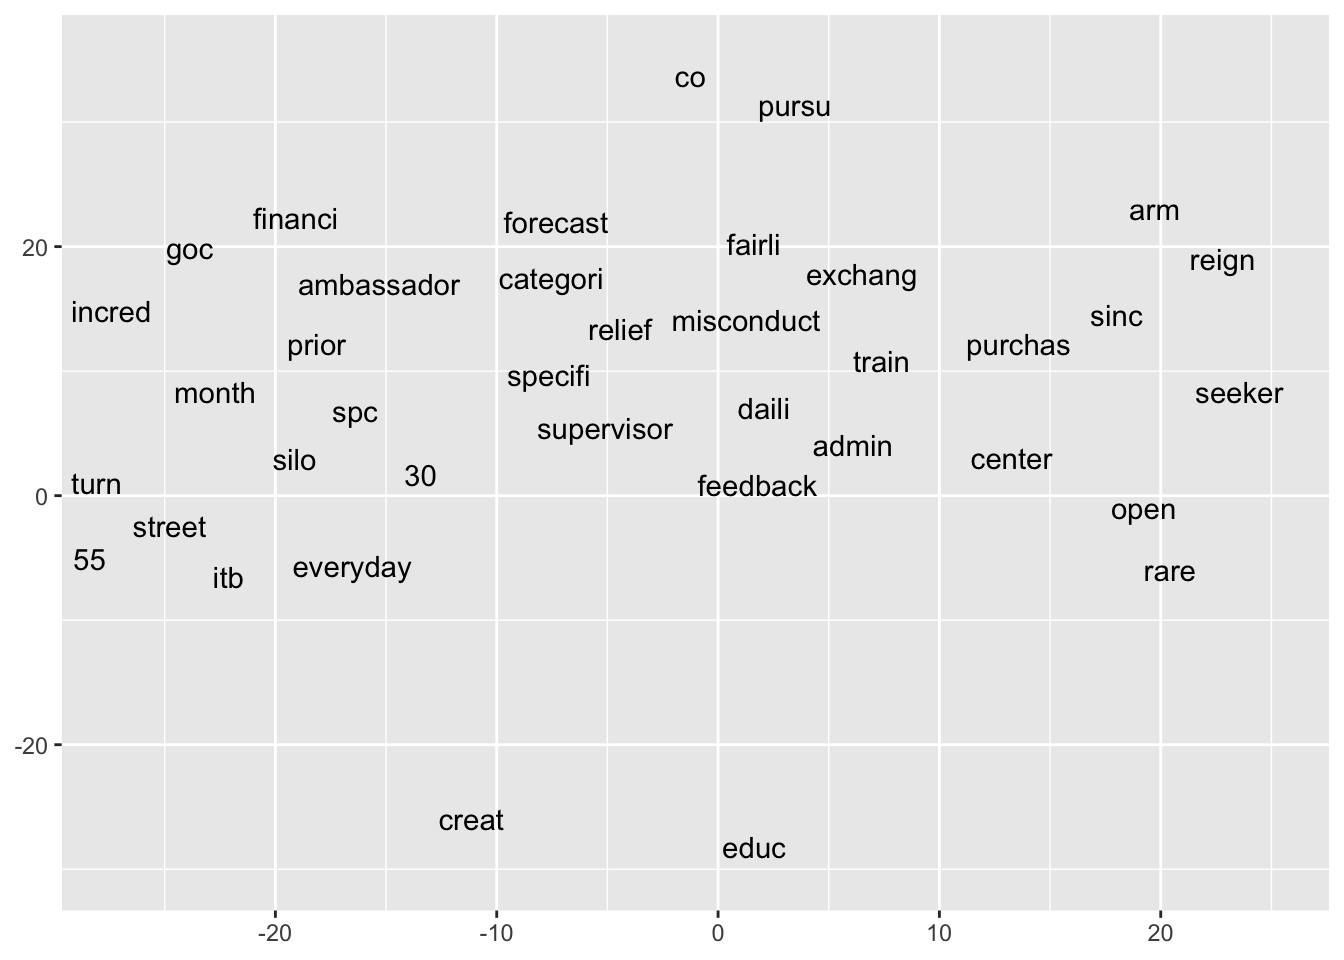 co
pursu
arm
financi
forecast
fairli
20
goc
reign
exchang
categori
ambassador
incred
sinc
misconduct
relief
prior
purchas
train
specifi
month
seeker
daili
spc
supervisor
admin
silo
center
30
turn
feedback
0
open
street
55
everyday
rare
itb
-20
creat
educ
-20 -10 0 10 20